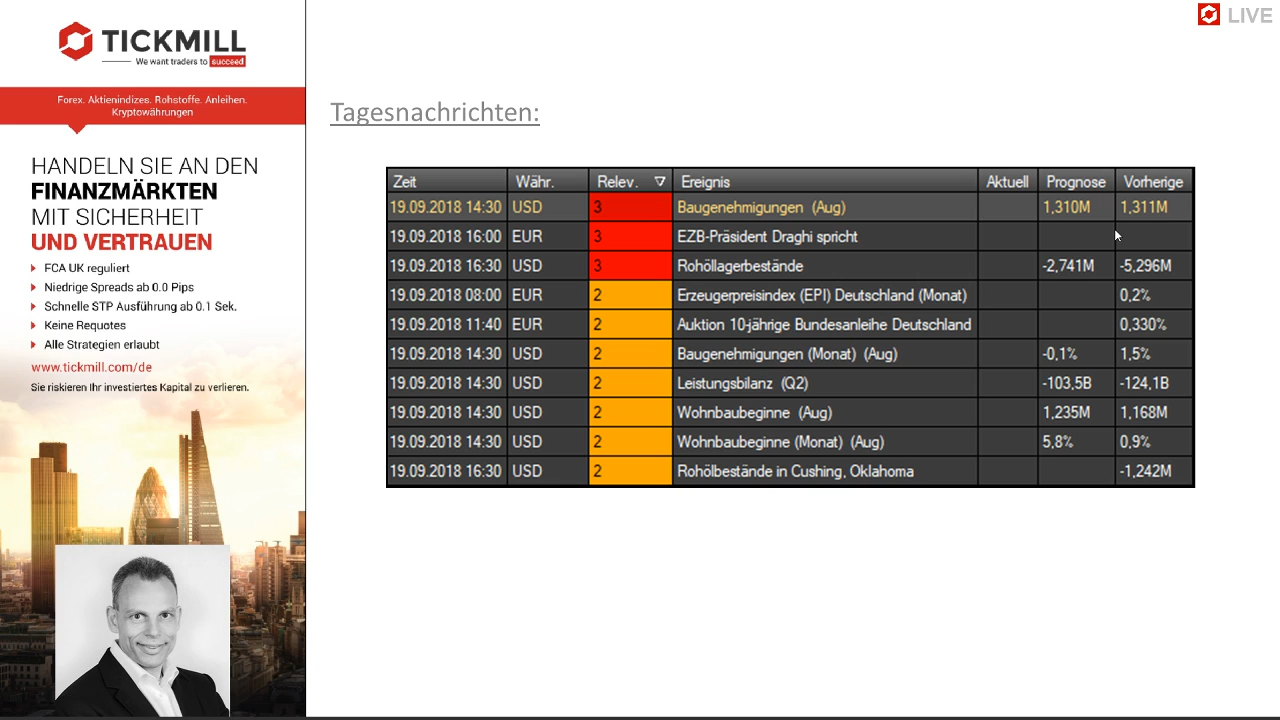 TICKMILL
We want traders to succeed
Forex. Aktienindizes. Rohstoffe. Anleihen.
Kryptowährungen
HANDELN SIE AN DEN
FINANZMÄRKTEN
MIT SICHERHEIT
UND VERTRAUEN
FCA UK reguliert
Niedrige Spreads ab 0.0 Pips
Schnelle STP Ausführung ab 0.1 Sek.
Keine Requotes
Alle Strategien erlaubt
www.tickmill.com/de
Sie riskieren Ihr investiertes Kapital zu verlieren.
LIVE
Tagesnachrichten:
Zeit Währ. Relev. Ereignis Aktuell Prognose Vorherige
19.09.2018 14:30 USD 3 Baugenehmigungen (Aug) 1,310M 1,311M
19.09.2018 16:00 EUR 3 EZB-Präsident Draghi spricht
19.09.2018 16:30 USD 3 Rohöllagerbestände -2,741M -5,296M
19.09.2018 08:00 EUR 2 Erzeugerpreisindex (EPI) Deutschland (Monat) 0,2%
19.09.2018 11:40 EUR 2 Auktion 10-jährige Bundesanleihe Deutschland 0,330%
19.09.2018 14:30 USD 2 Baugenehmigungen (Monat) (Aug) -0,1% 1,5%
19.09.2018 14:30 USD 2 Leistungsbilanz (Q2) -103,5B -124,1B
19.09.2018 14:30 USD 2 Wohnbaubeginne (Aug) 1,235M 1,168M
19.09.2018 14:30 USD 2 Wohnbaubeginne (Monat) (Aug) 5,8% 0,9%
19.09.2018 16:30 USD 2 Rohölbestände in Cushing, Oklahoma -1,242M